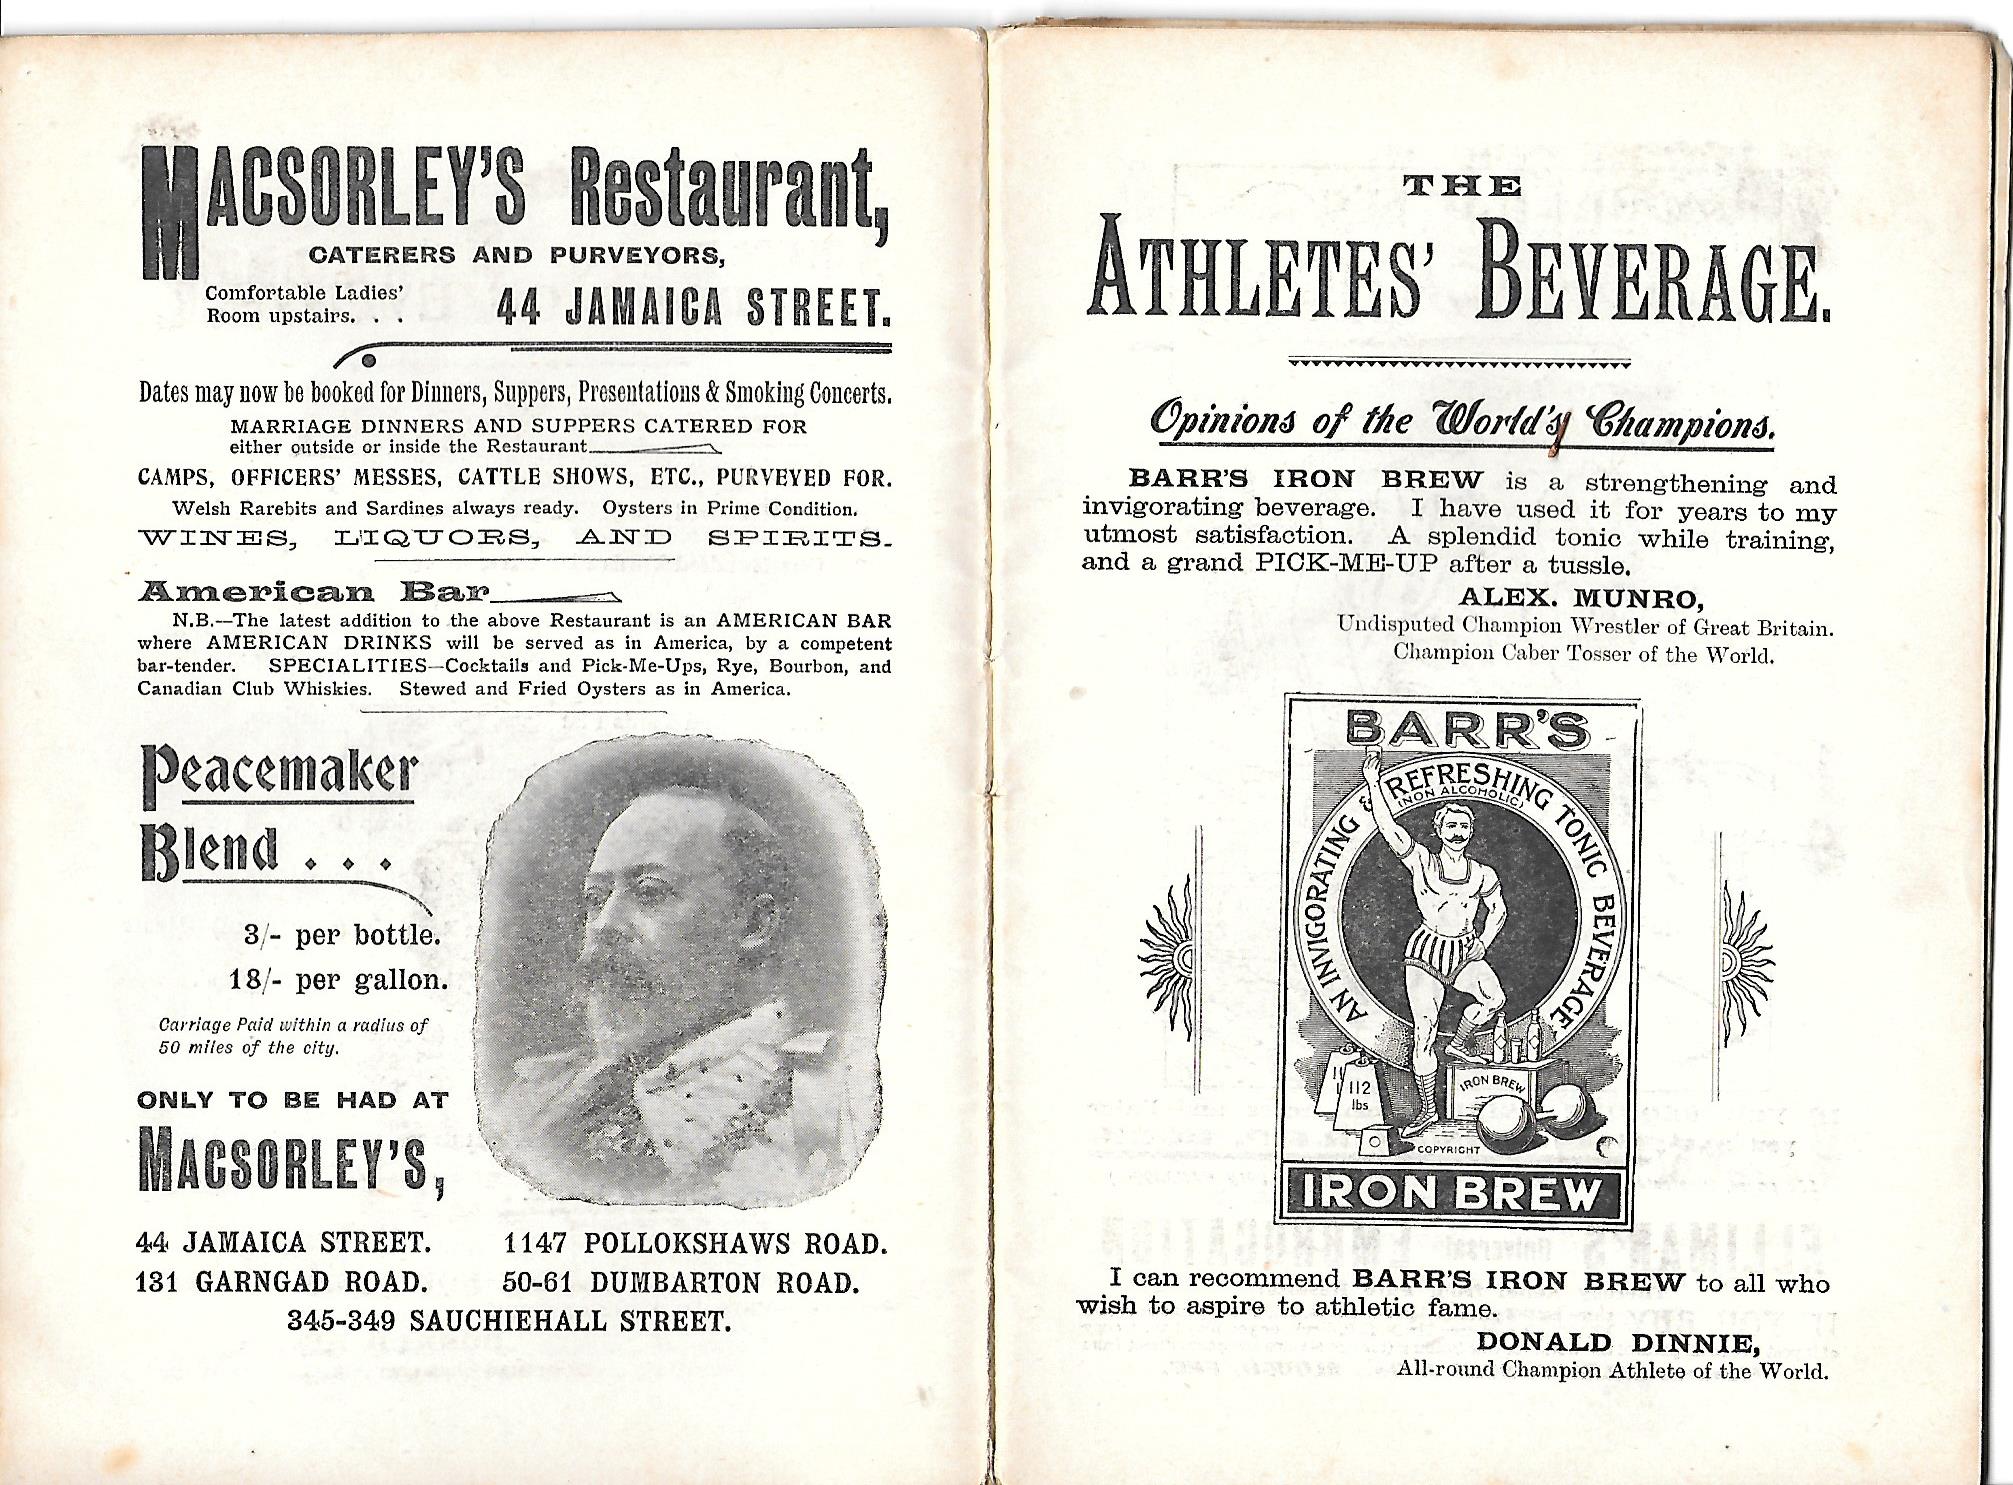 MACSORLEY'S Restaurant,
CATERERS AND PURVEYORS,
Comfortable Ladies'
Room upstairs. . .
44 JAMAICA STREET.
Dates may now be booked for Dinners, Suppers, Presentations & Smoking Concerts.
MARRIAGE DINNERS AND SUPPERS CATERED FOR
either outside or inside the Restaurant
CAMPS, OFFICERS' MESSES, CATTLE SHOWS, ETC., PURVEYED FOR.
Welsh Rarebits and Sardines always ready. Oysters in Prime Condition.
WINES, LIQUORS, AND SPIRITS.
American Bar
N.B.—The latest addition to the above Restaurant is an AMERICAN BAR
where AMERICAN DRINKS will be served as in America, by a competent
bar-tender. SPECIALITIES—Cocktails and Pick-Me-Ups, Rye, Bourbon, and
Canadian Club Whiskies. Stewed and Fried Oysters as in America.
Peacemaker
Blend . . .
3/- per bottle.
18/- per gallon.
Carriage Paid within a radius of
50 miles of the city.
ONLY TO BE HAD AT
MACSORLEY'S,
44 JAMAICA STREET. 1147 POLLOKSHAWS ROAD.
131 GARNGAD ROAD. 50-61 DUMBARTON ROAD.
345-349 SAUCHIEHALL STREET.
THE
ATHLETES' BEVERAGE.
Opinions of the World's Champions.
BARR'S IRON BREW is a strengthening and
invigorating beverage. I have used it for years to my
utmost satisfaction. A splendid tonic while training,
and a grand PICK-ME-UP after a tussle.
ALEX. MUNRO,
Undisputed Champion Wrestler of Great Britain.
Champion Caber Tosser of the World.
BARR'S
AN INVIGORATING & REFRESHING TONIC BEVERAGE
(NON ALCOHOLIC)
112
lbs
IRON BREW
COPYRIGHT
IRON BREW
I can recommend BARR'S IRON BREW to all who
wish to aspire to athletic fame.
DONALD DINNIE,
All-round Champion Athlete of the World.